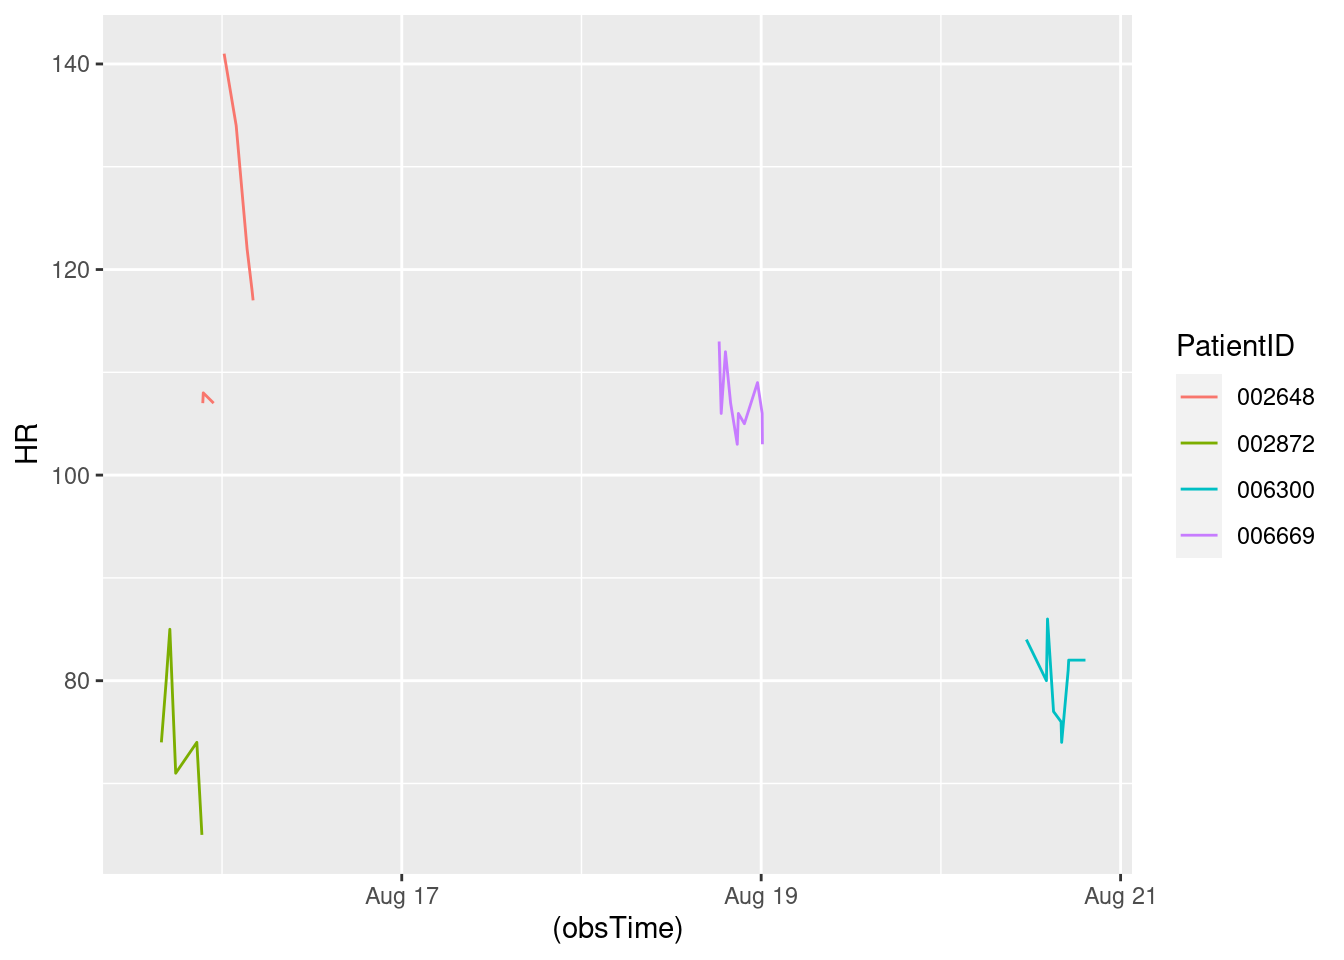 140
120
100
80
HR
Aug 17
Aug 19
Aug 21
(obsTime)
PatientID
002648
002872
006300
006669